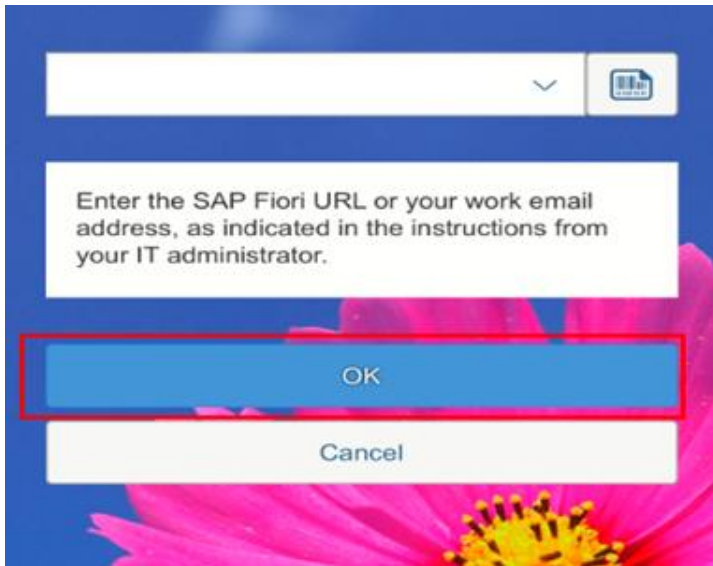 Enter the SAP Fiori URL or your work email
address, as indicated in the instructions from
your IT administrator.
OK
Cancel